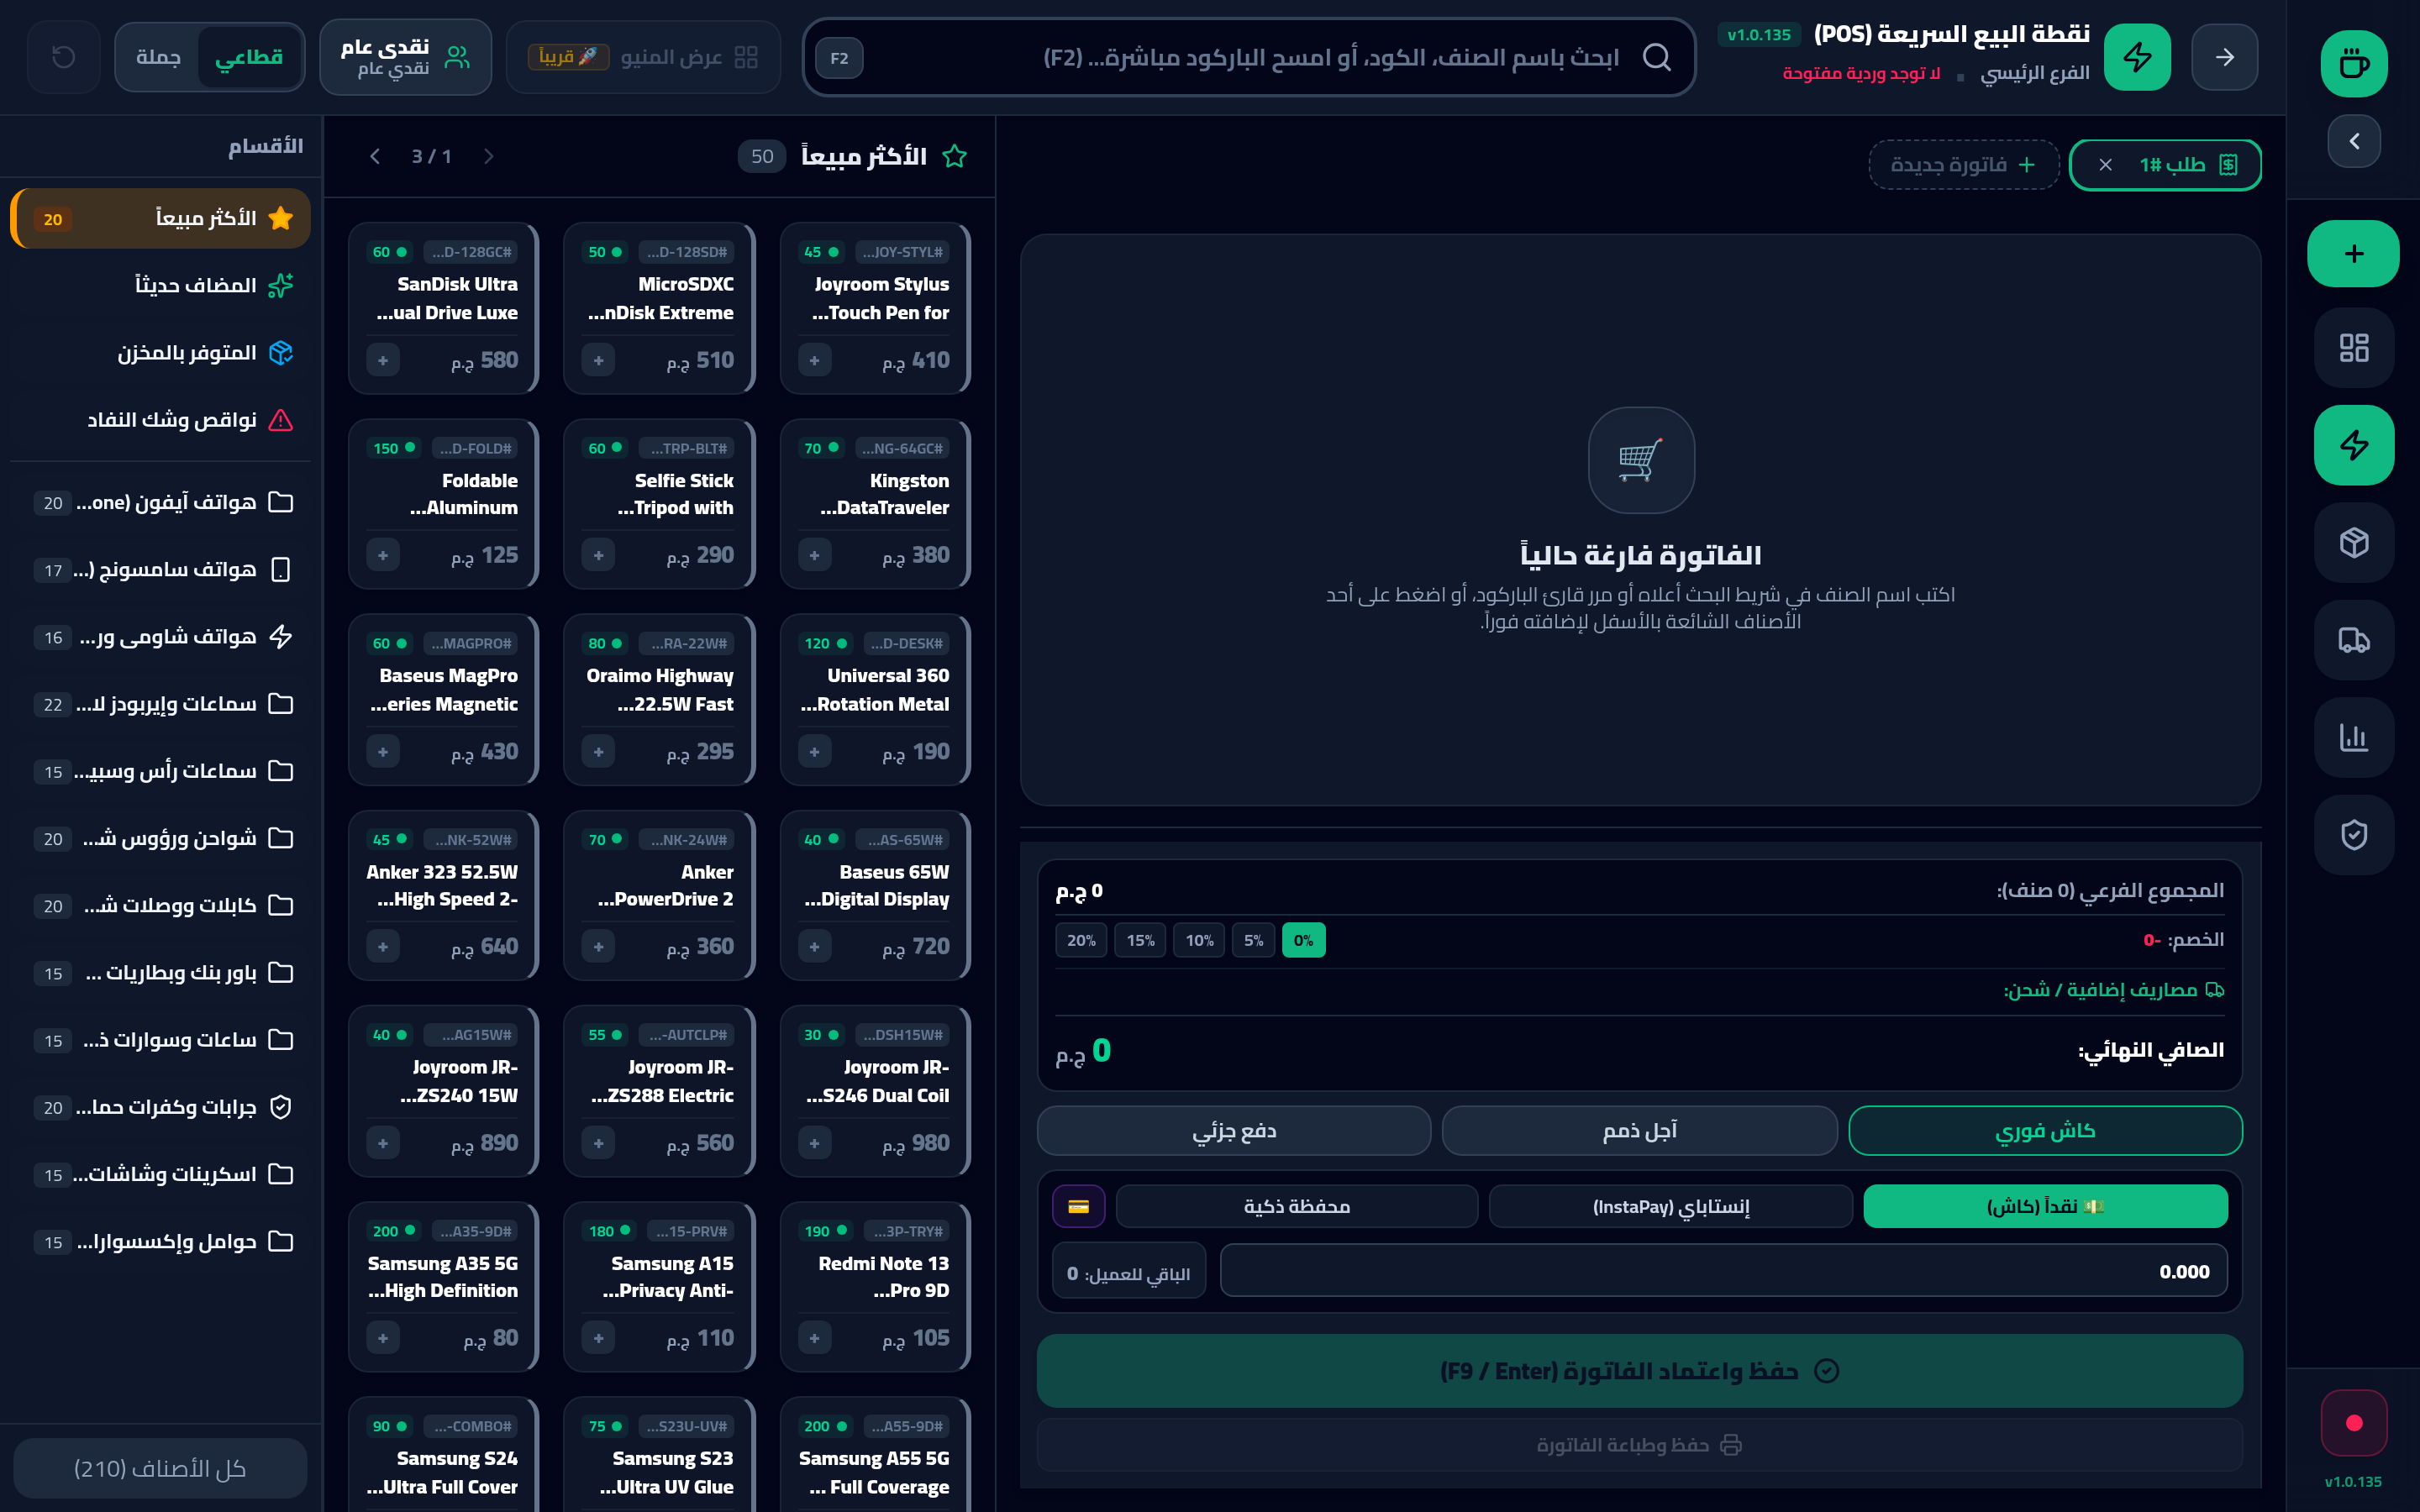 نقطة البيع السريعة (POS) v1.0.135
الفرع الرئيسي
لا توجد وردية مفتوحة
ابحث باسم الصنف، الكود، أو امسح الباركود مباشرة... (F2)
F2
عرض المنيو
🚀 قريباً
نقدي عام
نقدي عام
قطاعي
جملة
طلب #1
فاتورة جديدة
الفاتورة فارغة حالياً
اكتب اسم الصنف في شريط البحث أعلاه أو مرر قارئ الباركود، أو اضغط على أحد
الأصناف الشائعة بالأسفل لإضافته فوراً.
المجموع الفرعي (0 صنف):
0 ج.م
الخصم: -0
0%
5%
10%
15%
20%
مصاريف إضافية / شحن:
الصافي النهائي:
0 ج.م
كاش فوري
آجل ذمم
دفع جزئي
💵 نقداً (كاش)
إنستاباي (InstaPay)
محفظة ذكية
💳
0.000
الباقي للعميل: 0
حفظ واعتماد الفاتورة (F9 / Enter)
حفظ وطباعة الفاتورة
v1.0.135
الأكثر مبيعاً
50
1 / 3
#JOY-STYL...
45
Joyroom Stylus
Touch Pen for...
410 ج.م
+
#D-128SD...
50
MicroSDXC
nDisk Extreme...
510 ج.م
+
#D-128GC...
60
SanDisk Ultra
ual Drive Luxe...
580 ج.م
+
#NG-64GC...
70
Kingston
DataTraveler...
380 ج.م
+
#TRP-BLT...
60
Selfie Stick
Tripod with...
290 ج.م
+
#D-FOLD...
150
Foldable
Aluminum...
125 ج.م
+
#D-DESK...
120
Universal 360
Rotation Metal...
190 ج.م
+
#RA-22W...
80
Oraimo Highway
22.5W Fast...
295 ج.م
+
#MAGPRO...
60
Baseus MagPro
eries Magnetic...
430 ج.م
+
#AS-65W...
40
Baseus 65W
Digital Display...
720 ج.م
+
#NK-24W...
70
Anker
PowerDrive 2...
360 ج.م
+
#NK-52W...
45
Anker 323 52.5W
High Speed 2-...
640 ج.م
+
#DSH15W...
30
Joyroom JR-
S246 Dual Coil...
980 ج.م
+
#AUTCLP-...
55
Joyroom JR-
ZS288 Electric...
560 ج.م
+
#AG15W...
40
Joyroom JR-
ZS240 15W...
890 ج.م
+
#3P-TRY...
190
Redmi Note 13
Pro 9D...
105 ج.م
+
#15-PRV...
180
Samsung A15
Privacy Anti-...
110 ج.م
+
#A35-9D...
200
Samsung A35 5G
High Definition...
80 ج.م
+
#A55-9D...
200
Samsung A55 5G
Full Coverage ...
#S23U-UV...
75
Samsung S23
Ultra UV Glue...
#COMBO-...
90
Samsung S24
Ultra Full Cover...
الأقسام
الأكثر مبيعاً
20
المضاف حديثاً
المتوفر بالمخزن
نواقص وشك النفاد
هواتف آيفون (one...
20
هواتف سامسونج (...
17
هواتف شاومى ور...
16
سماعات وإيربودز لا...
22
سماعات رأس وسبي...
15
شواحن ورؤوس ش...
20
كابلات ووصلات ش...
20
باور بنك وبطاريات ...
15
ساعات وسوارات ذ...
15
جرابات وكفرات حما...
20
اسكرينات وشاشات...
15
حوامل وإكسسوارا...
15
كل الأصناف (210)